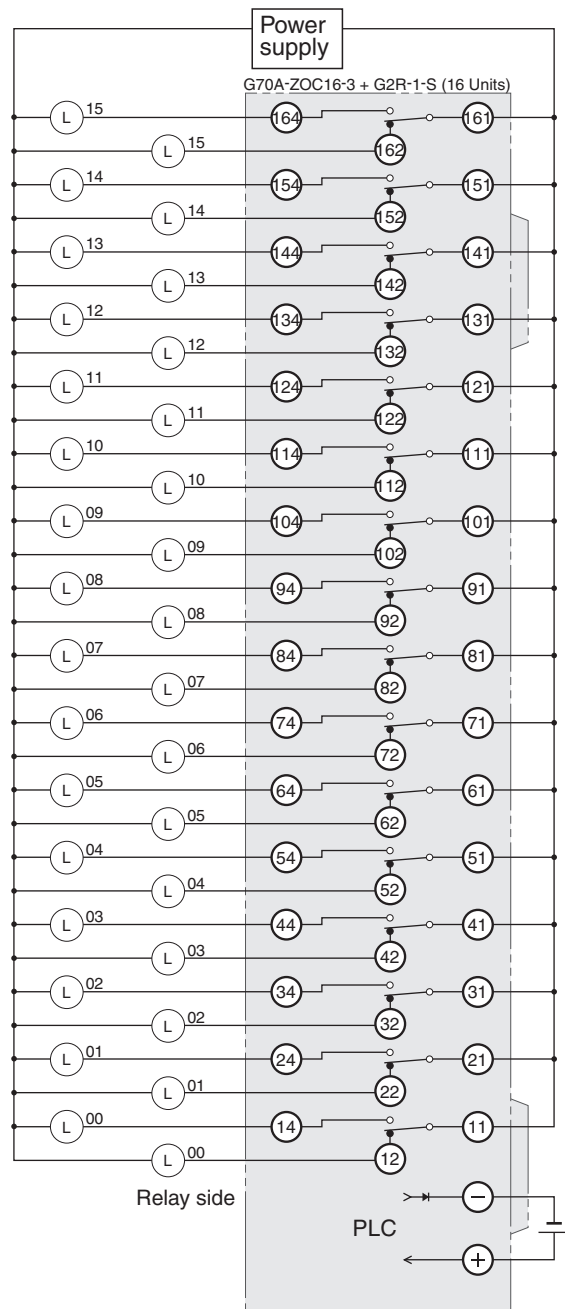 Power
supply
G70A-ZOC16-3 + G2R-1-S (16 Units)
L 15 164 161
L 15 162
L 14 154 151
L 14 152
L 13 144 141
L 13 142
L 12 134 131
L 12 132
L 11 124 121
L 11 122
L 10 114 111
L 10 112
L 09 104 101
L 09 102
L 08 94 91
L 08 92
L 07 84 81
L 07 82
L 06 74 71
L 06 72
L 05 64 61
L 05 62
L 04 54 51
L 04 52
L 03 44 41
L 03 42
L 02 34 31
L 02 32
L 01 24 21
L 01 22
L 00 14 11
L 00 12
Relay side
−
PLC
+